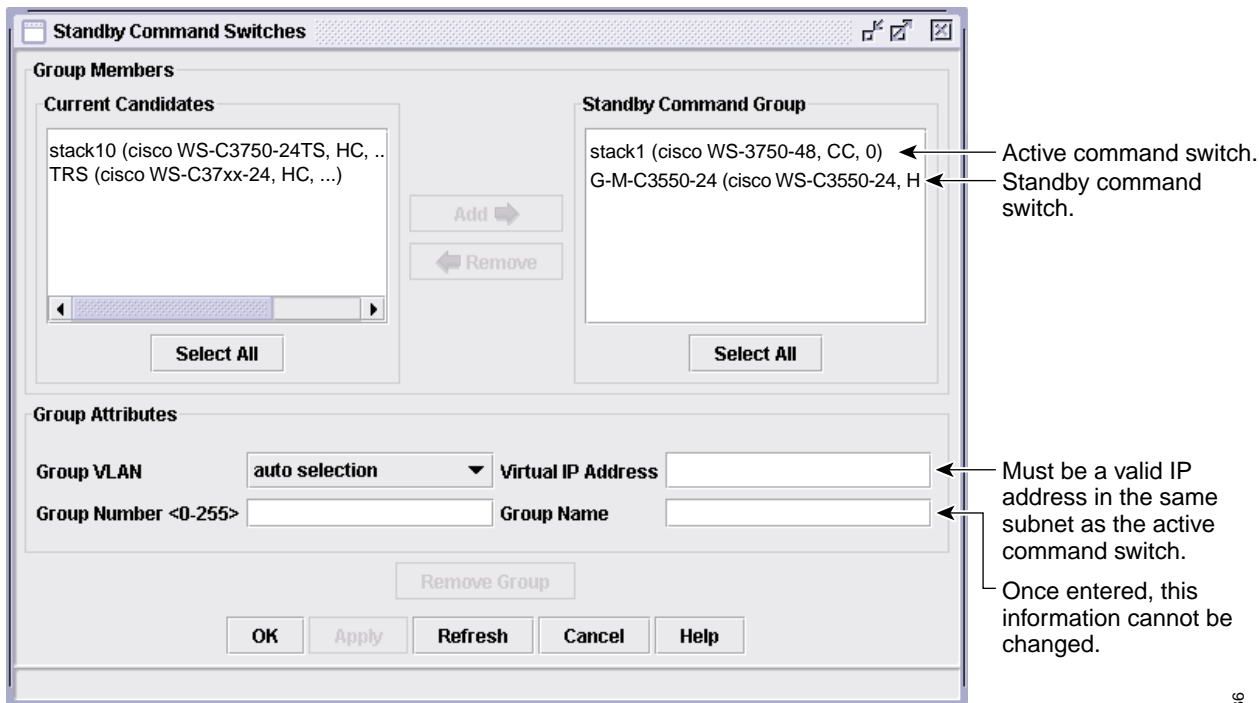 Standby Command Switches
Group Members
Current Candidates
stack10 (cisco WS-C3750-24TS, HC, ..
TRS (cisco WS-C37xx-24, HC, ...)
Select All
Add
Remove
Standby Command Group
stack1 (cisco WS-3750-48, CC, 0)
G-M-C3550-24 (cisco WS-C3550-24, H
Select All
Active command switch.
Standby command
switch.
Group Attributes
Group VLAN
auto selection
Virtual IP Address
Group Number <0-255>
Group Name
Must be a valid IP
address in the same
subnet as the active
command switch.
Once entered, this
information cannot be
changed.
Remove Group
OK
Apply
Refresh
Cancel
Help